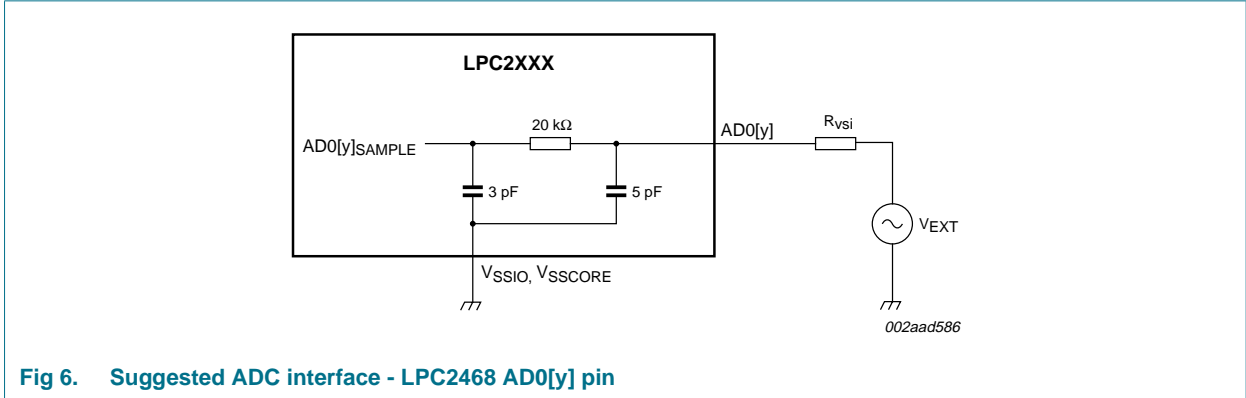 LPC2XXX
20 kΩ
AD0[y]SAMPLE
3 pF
5 pF
AD0[y]
Rvsi
VEXT
VSSIO, VSSCORE
002aad586
Fig 6. Suggested ADC interface - LPC2468 AD0[y] pin